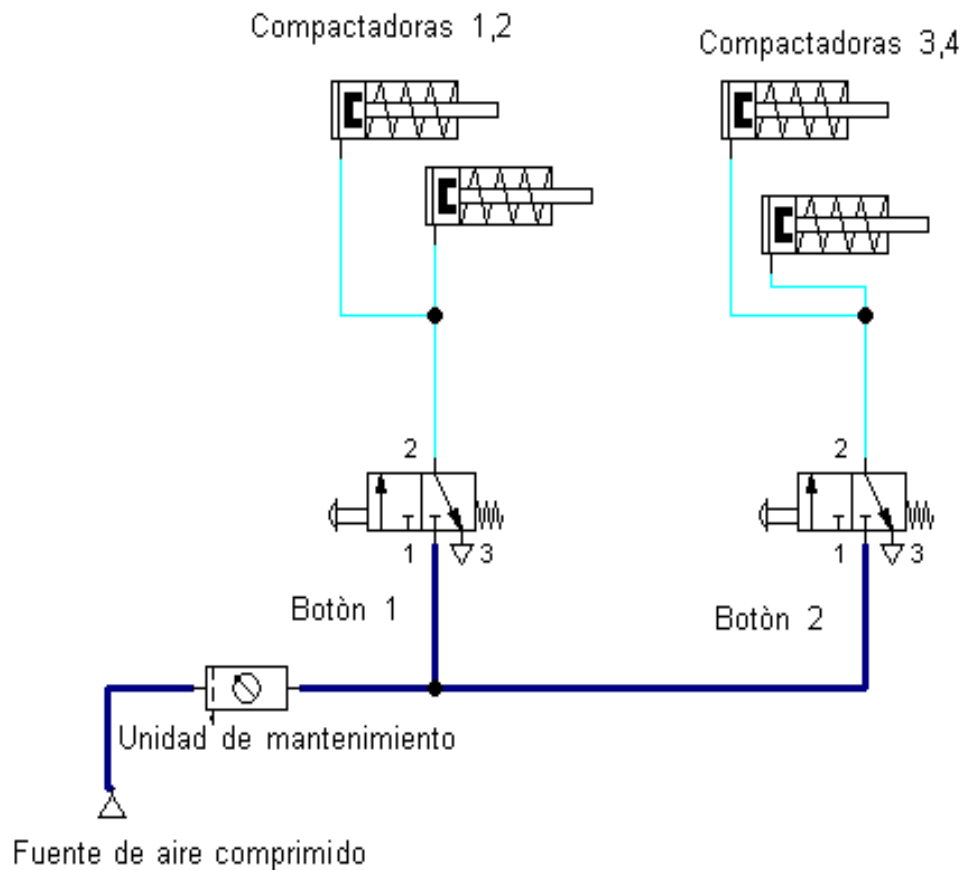 Compactadoras 1,2
Compactadoras 3,4
2
2
1
3
1
3
Botòn 1
Botòn 2
Unidad de mantenimiento
Fuente de aire comprimido